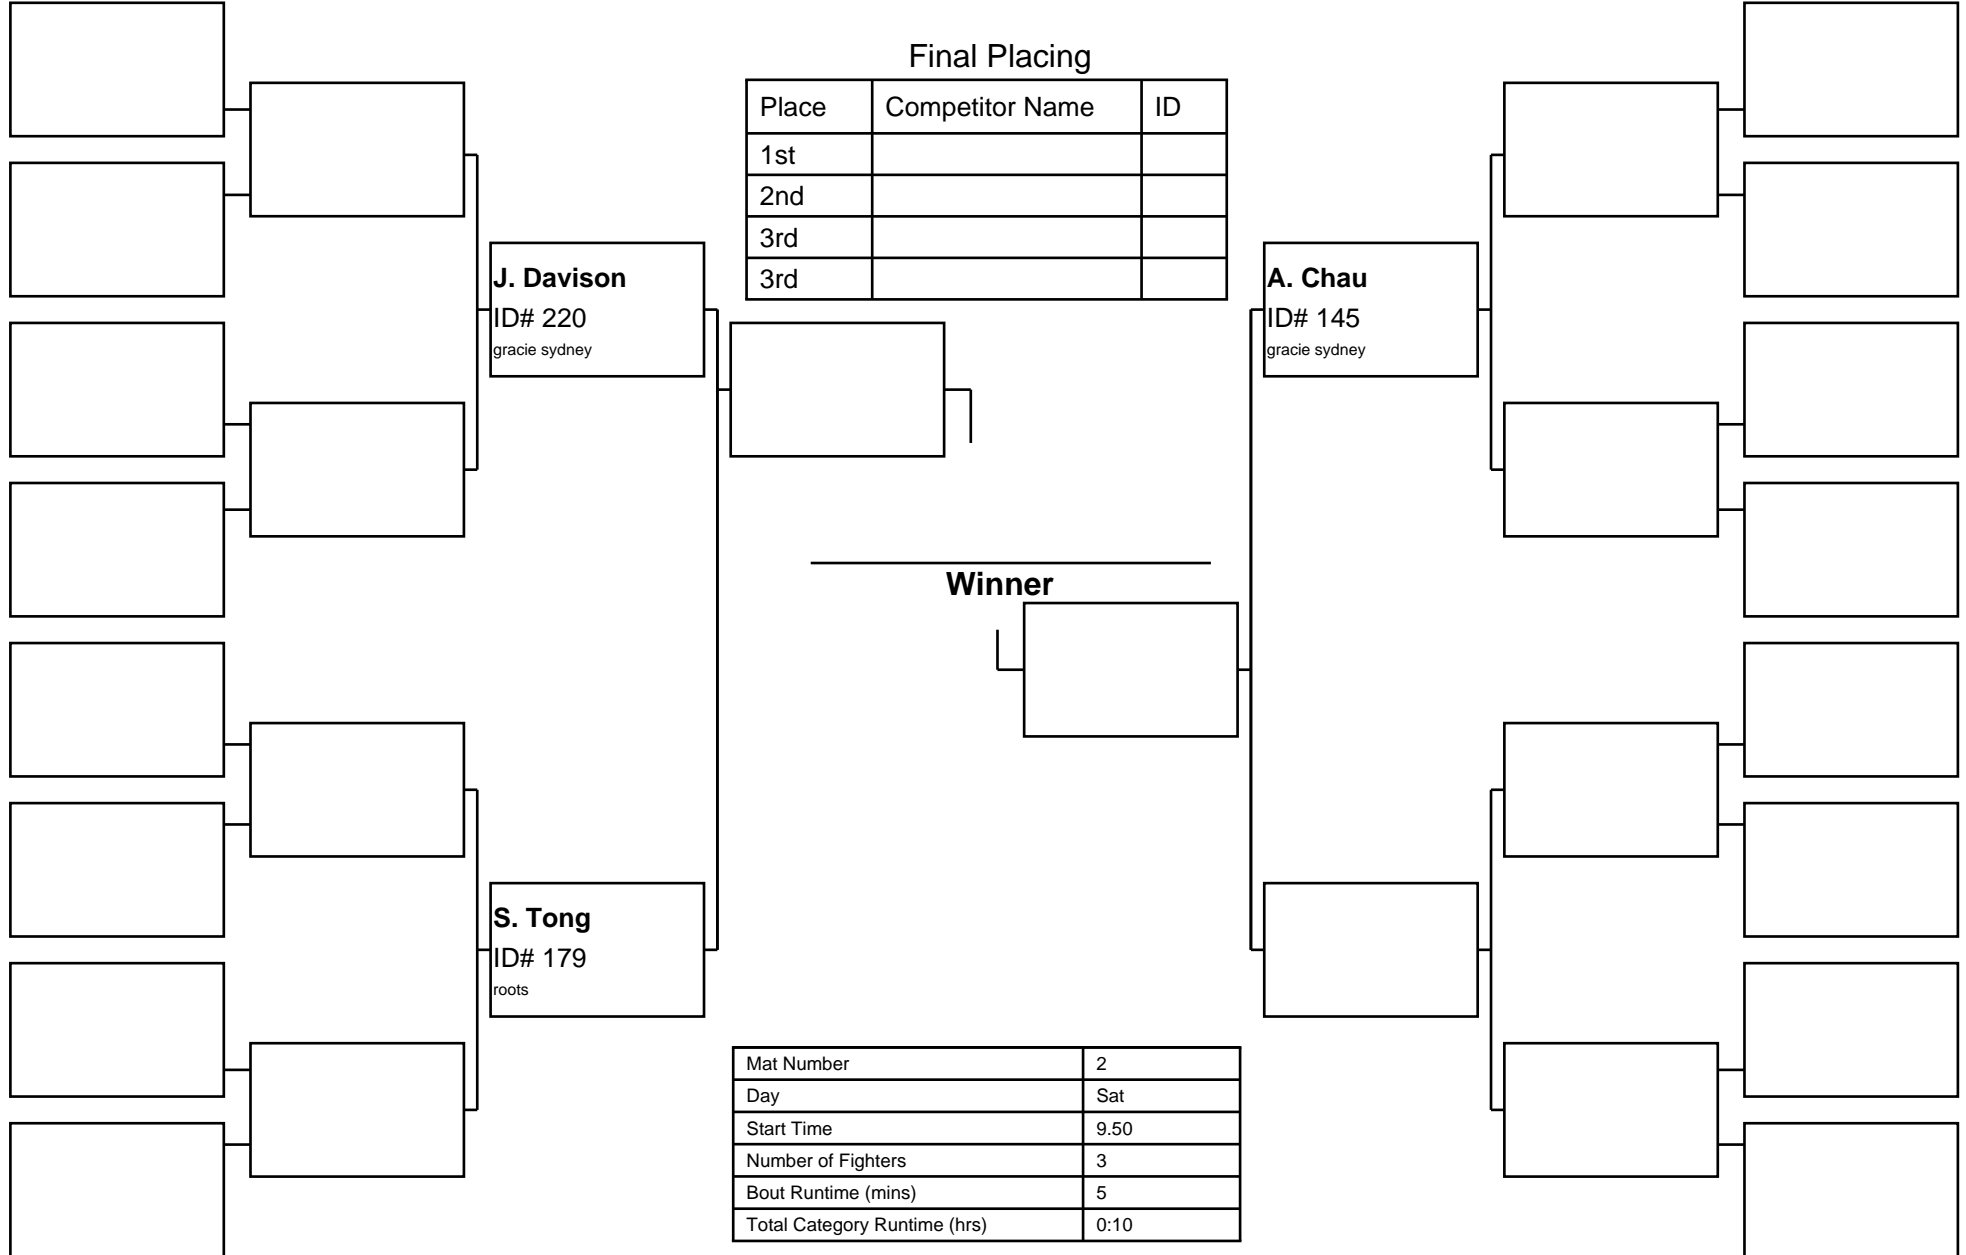 Final Placing
Place Competitor Name ID
1st
2nd
3rd
3rd
J. Davison
ID# 220
gracie sydney
A. Chau
ID# 145
gracie sydney
Winner
S. Tong
ID# 179
roots
Mat Number 2
Day Sat
Start Time 9.50
Number of Fighters 3
Bout Runtime (mins) 5
Total Category Runtime (hrs) 0:10